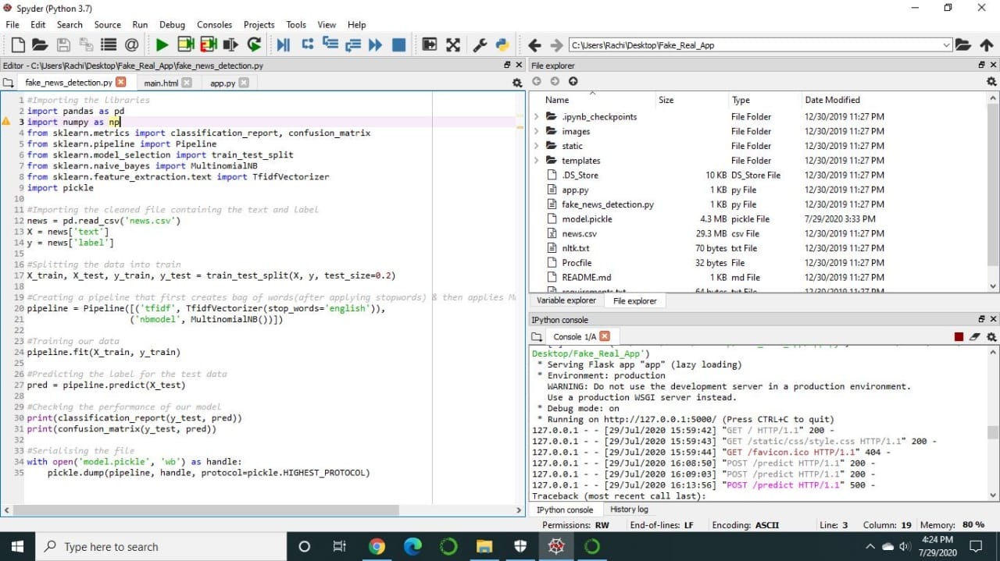 Spyder (Python 3.7)
File Edit Search Source Run Debug Consoles Projects Tools View Help
C:\Users\Rachi\Desktop\Fake_Real_App
Editor - C:\Users\Rachi\Desktop\Fake_Real_App\fake_news_detection.py
fake_news_detection.py main.html app.py
1 #Importing the libraries
2 import pandas as pd
3 import numpy as np
4 from sklearn.metrics import classification_report, confusion_matrix
5 from sklearn.pipeline import Pipeline
6 from sklearn.model_selection import train_test_split
7 from sklearn.naive_bayes import MultinomialNB
8 from sklearn.feature_extraction.text import TfidfVectorizer
9 import pickle
10
11 #Importing the cleaned file containing the text and label
12 news = pd.read_csv('news.csv')
13 X = news['text']
14 y = news['label']
15
16 #Splitting the data into train
17 X_train, X_test, y_train, y_test = train_test_split(X, y, test_size=0.2)
18
19 #Creating a pipeline that first creates bag of words(after applying stopwords) & then applies M
20 pipeline = Pipeline([('tfidf', TfidfVectorizer(stop_words='english')),
21 ('nbmodel', MultinomialNB())])
22
23 #Training our data
24 pipeline.fit(X_train, y_train)
25
26 #Predicting the label for the test data
27 pred = pipeline.predict(X_test)
28
29 #Checking the performance of our model
30 print(classification_report(y_test, pred))
31 print(confusion_matrix(y_test, pred))
32
33 #Serialising the file
34 with open('model.pickle', 'wb') as handle:
35 pickle.dump(pipeline, handle, protocol=pickle.HIGHEST_PROTOCOL)
File explorer
Name Size Type Date Modified
.ipynb_checkpoints File Folder 12/30/2019 11:27 PM
images File Folder 12/30/2019 11:27 PM
static File Folder 12/30/2019 11:27 PM
templates File Folder 12/30/2019 11:27 PM
.DS_Store 10 KB DS_Store File 12/30/2019 11:27 PM
app.py 1 KB py File 12/30/2019 11:27 PM
fake_news_detection.py 1 KB py File 12/30/2019 11:27 PM
model.pickle 4.3 MB pickle File 7/29/2020 3:33 PM
news.csv 29.3 MB csv File 12/30/2019 11:27 PM
nltk.txt 70 bytes txt File 12/30/2019 11:27 PM
Procfile 32 bytes File 12/30/2019 11:27 PM
README.md 1 KB md File 12/30/2019 11:27 PM
requirements.txt 64 bytes txt File 12/30/2019 11:27 PM
Variable explorer File explorer
IPython console
Console 1/A
Desktop/Fake_Real_App')
* Serving Flask app "app" (lazy loading)
* Environment: production
WARNING: Do not use the development server in a production environment.
Use a production WSGI server instead.
* Debug mode: on
* Running on http://127.0.0.1:5000/ (Press CTRL+C to quit)
127.0.0.1 - - [29/Jul/2020 15:59:42] "GET / HTTP/1.1" 200 -
127.0.0.1 - - [29/Jul/2020 15:59:43] "GET /static/css/style.css HTTP/1.1" 200 -
127.0.0.1 - - [29/Jul/2020 15:59:44] "GET /favicon.ico HTTP/1.1" 404 -
127.0.0.1 - - [29/Jul/2020 16:08:50] "POST /predict HTTP/1.1" 200 -
127.0.0.1 - - [29/Jul/2020 16:09:03] "POST /predict HTTP/1.1" 200 -
127.0.0.1 - - [29/Jul/2020 16:13:56] "POST /predict HTTP/1.1" 500 -
Traceback (most recent call last):
IPython console History log
Permissions: RW End-of-lines: LF Encoding: ASCII Line: 3 Column: 19 Memory: 80 %
Type here to search
4:24 PM
7/29/2020